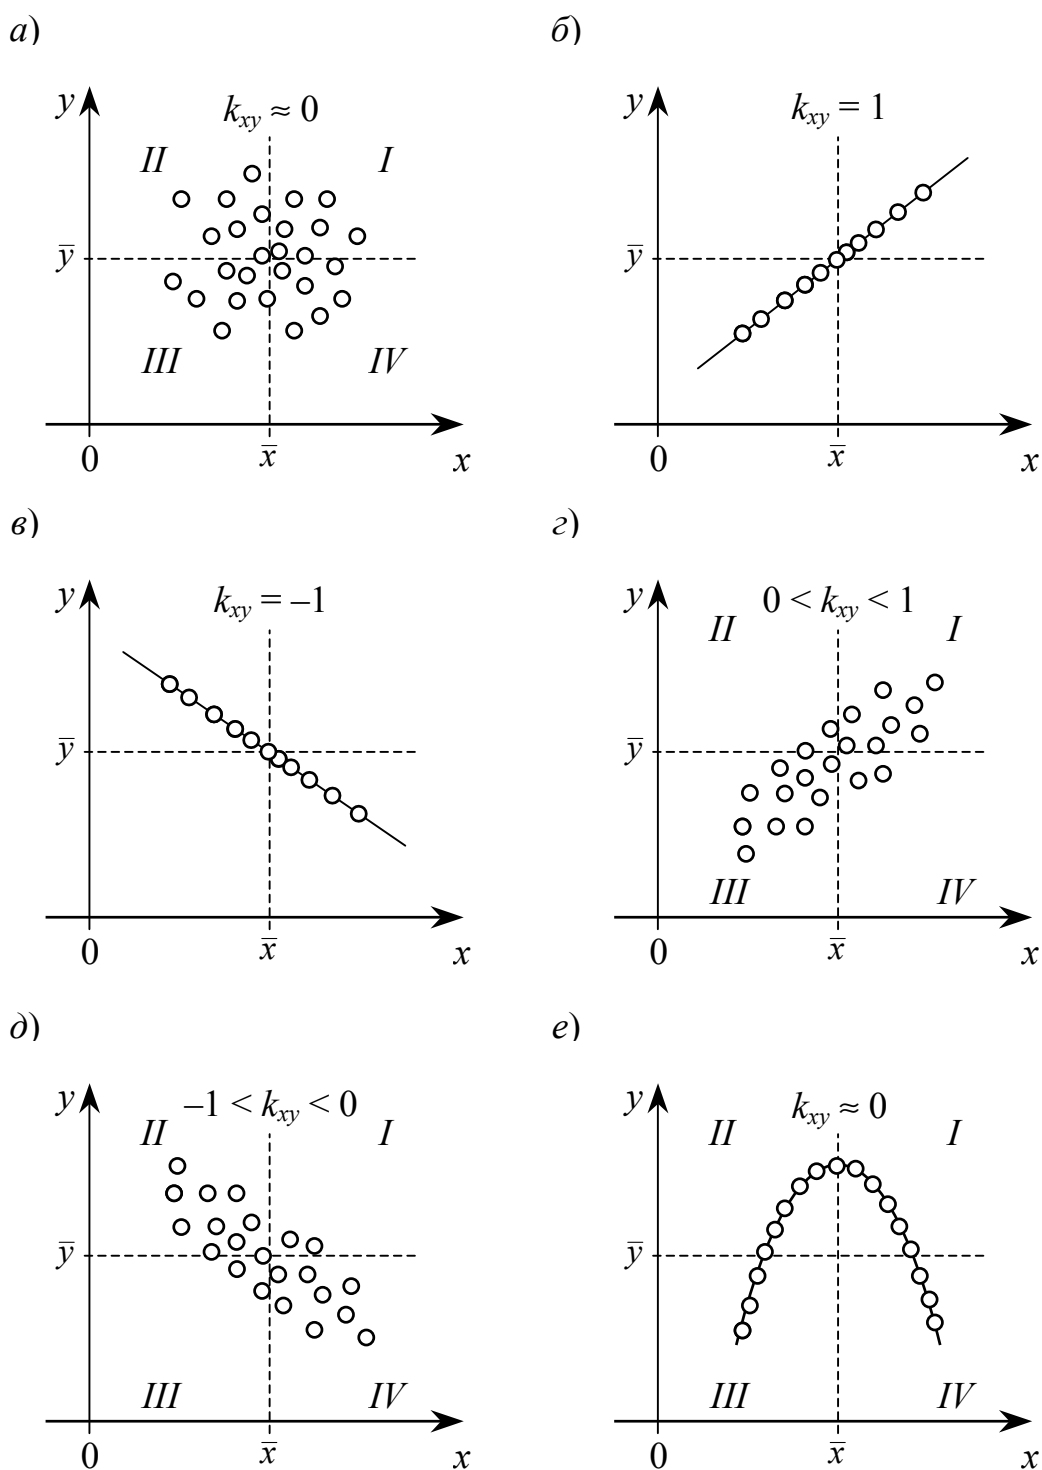 а) б)
y k_xy ≈ 0 y k_xy = 1
II I
y̅ y̅
III IV
0 x̅ x 0 x̅ x
в) г)
y k_xy = –1 y 0 < k_xy < 1
II I
y̅ y̅
III IV
0 x̅ x 0 x̅ x
д) е)
y –1 < k_xy < 0 y k_xy ≈ 0
II I II I
y̅ y̅
III IV III IV
0 x̅ x 0 x̅ x